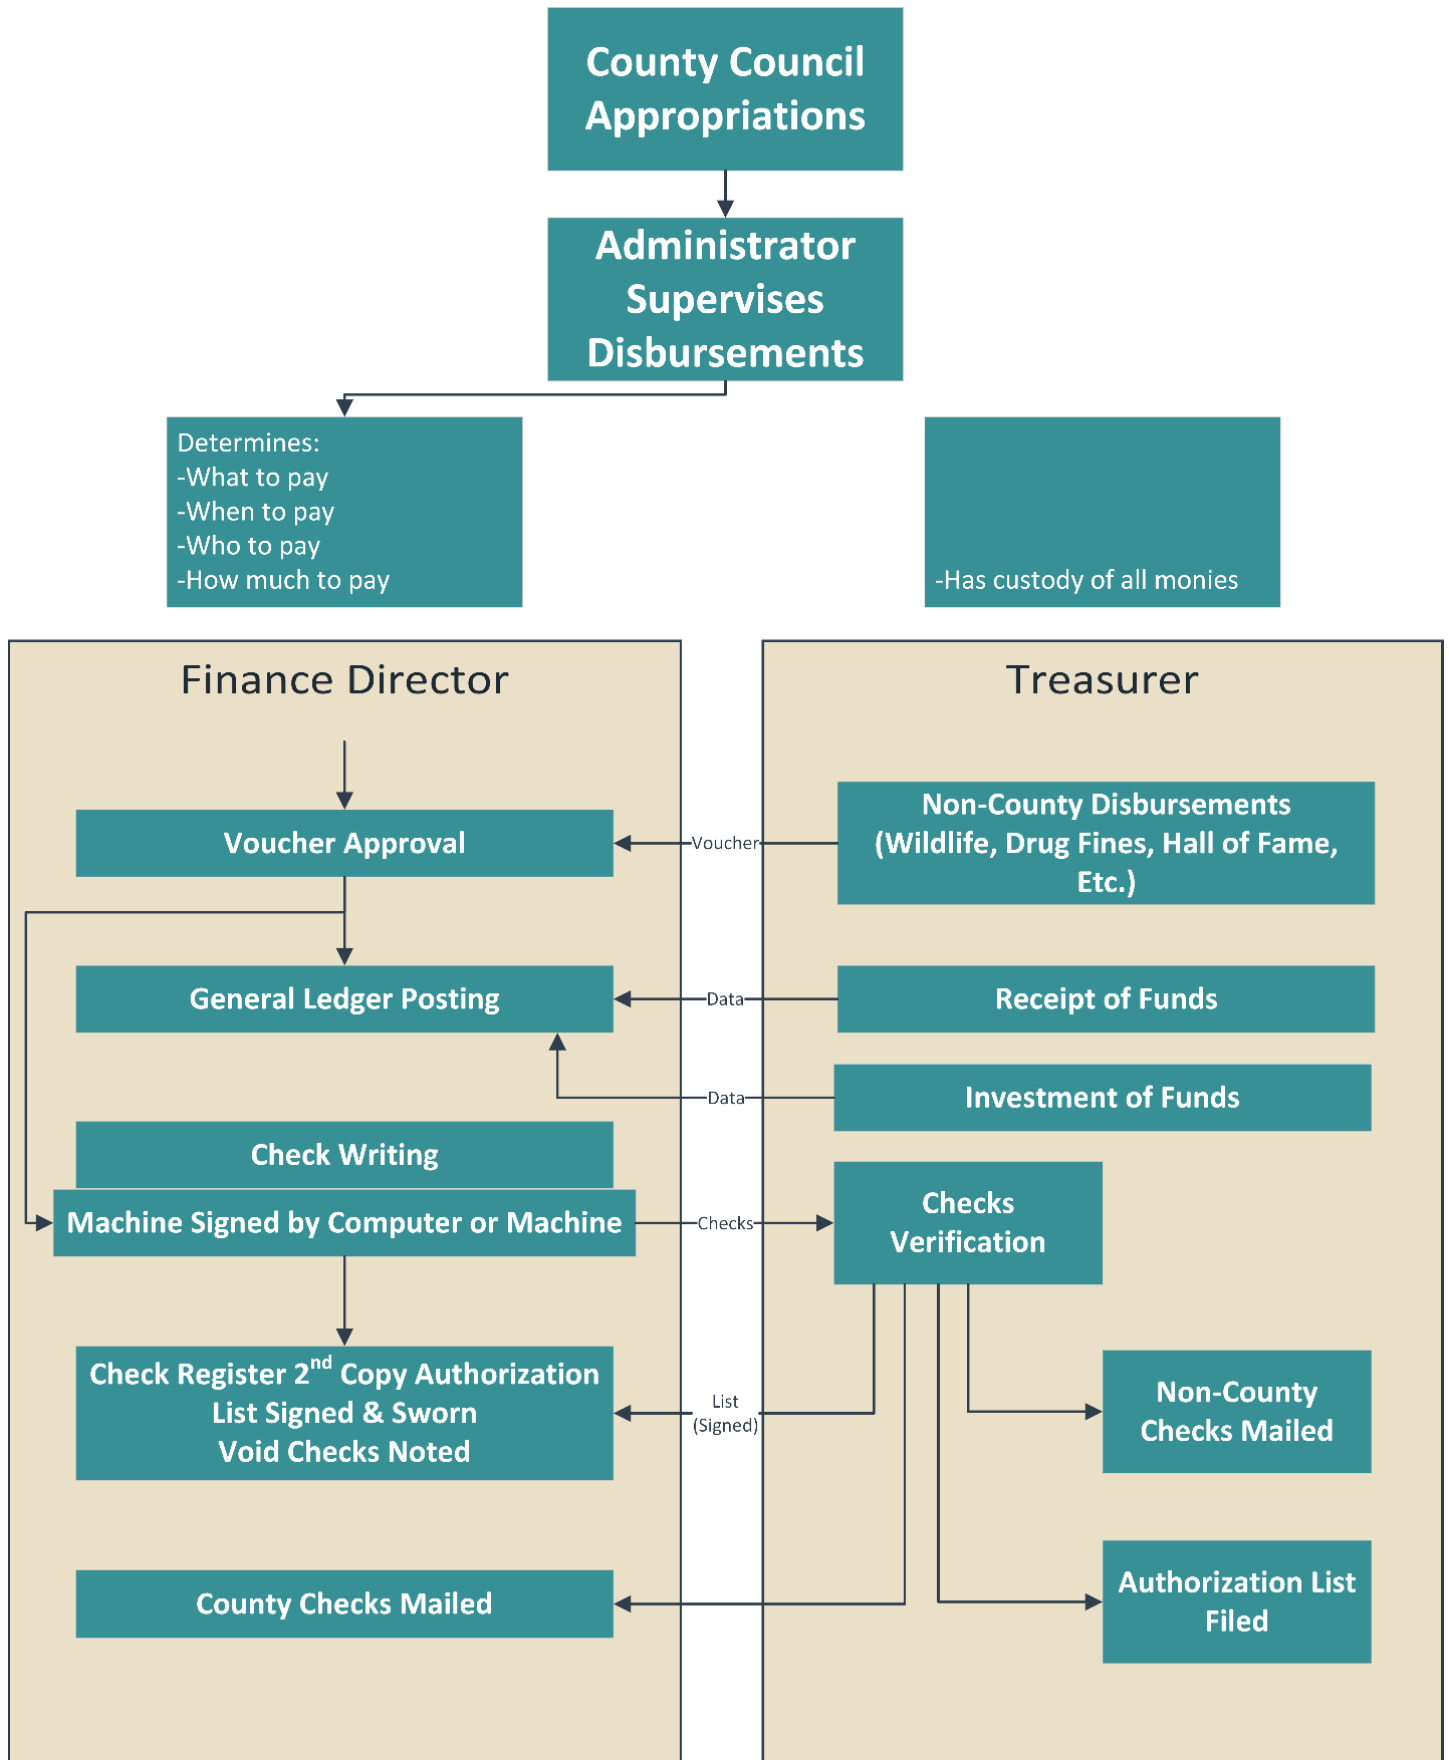 County Council
Appropriations
Administrator
Supervises
Disbursements
Determines:
-What to pay
-When to pay
-Who to pay
-How much to pay
-Has custody of all monies
Finance Director
Treasurer
Voucher Approval
Voucher
Non-County Disbursements
(Wildlife, Drug Fines, Hall of Fame,
Etc.)
General Ledger Posting
Data
Receipt of Funds
Data
Investment of Funds
Check Writing
Machine Signed by Computer or Machine
Checks
Checks
Verification
Check Register 2nd Copy Authorization
List Signed & Sworn
Void Checks Noted
List
(Signed)
Non-County
Checks Mailed
County Checks Mailed
Authorization List
Filed